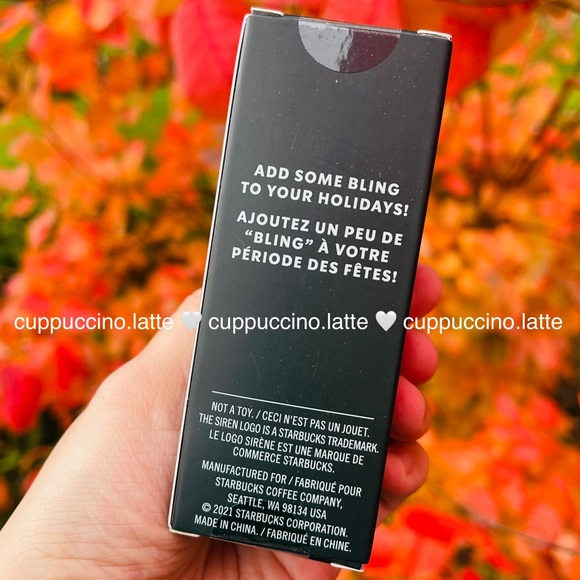 ADD SOME BLING
TO YOUR HOLIDAYS!
AJOUTEZ UN PEU DE
“BLING” À VOTRE
PÉRIODE DES FÊTES!
cuppuccino.latte 🤍 cuppuccino.latte 🤍 cuppuccino.latte
NOT A TOY. / CECI N'EST PAS UN JOUET.
THE SIREN LOGO IS A STARBUCKS TRADEMARK.
LE LOGO SIRÈNE EST UNE MARQUE DE
COMMERCE STARBUCKS.
MANUFACTURED FOR / FABRIQUÉ POUR
STARBUCKS COFFEE COMPANY,
SEATTLE, WA 98134 USA
© 2021 STARBUCKS CORPORATION.
MADE IN CHINA. / FABRIQUÉ EN CHINE.